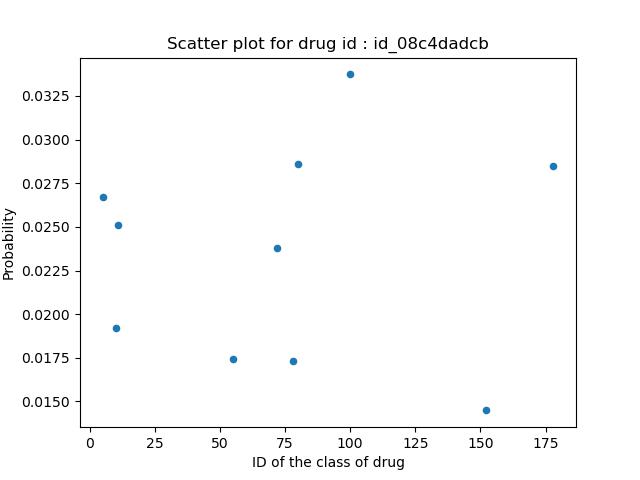 Scatter plot for drug id : id_08c4dadcb
0.0325
0.0300
0.0275
0.0250
0.0225
0.0200
0.0175
0.0150
Probability
0 25 50 75 100 125 150 175
ID of the class of drug